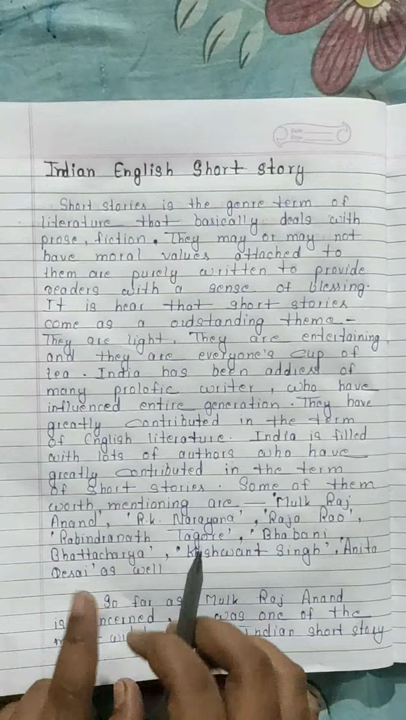 Indian English Short story
Short stories is the genre term of
literature that basically deals with
prose, fiction. They may or may not
have moral values attached to
them are purely written to provide
readers with a sense of blessing.
It is hear that short stories
come as a outstanding theme -
They are light, They are entertaining
and they are everyone's cup of
tea. India has been address of
many prolofic writer, who have
influenced entire generation. They have
greatly contributed in the term
of English literature. India is filled
with lots of authors who have
greatly contributed in the term
of short stories. Some of them
worth mentioning are — 'Mulk Raj
Anand, 'R.k. Narayana', 'Raja Rao',
'Rabindranath Tagore', 'Bhabani
Bhattacharya', 'Kushwant Singh', 'Anita
Desai' as well.
So far as Mulk Raj Anand
is concerned, was one of the
Indian short story